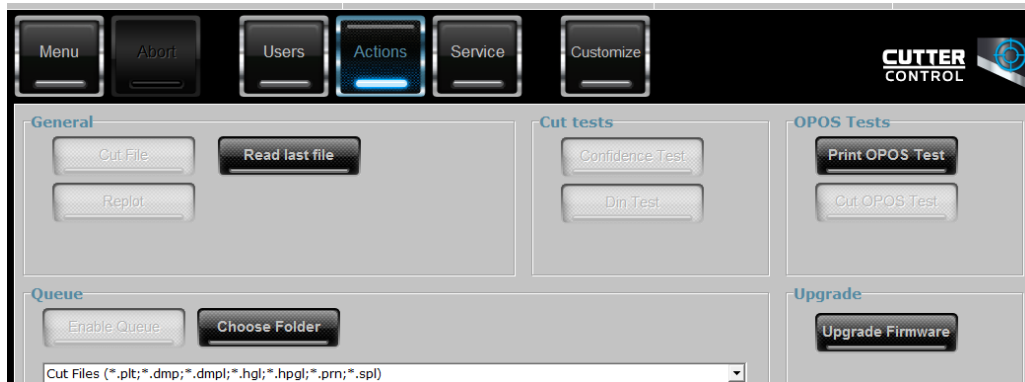 Menu
Abort
Users
Actions
Service
Customize
CUTTER
CONTROL
General
Cut File
Read last file
Replot
Cut tests
Confidence Test
Din Test
OPOS Tests
Print OPOS Test
Cut OPOS Test
Queue
Enable Queue
Choose Folder
Cut Files (*.plt;*.dmp;*.dmpl;*.hgl;*.hpgl;*.prn;*.spl)
Upgrade
Upgrade Firmware